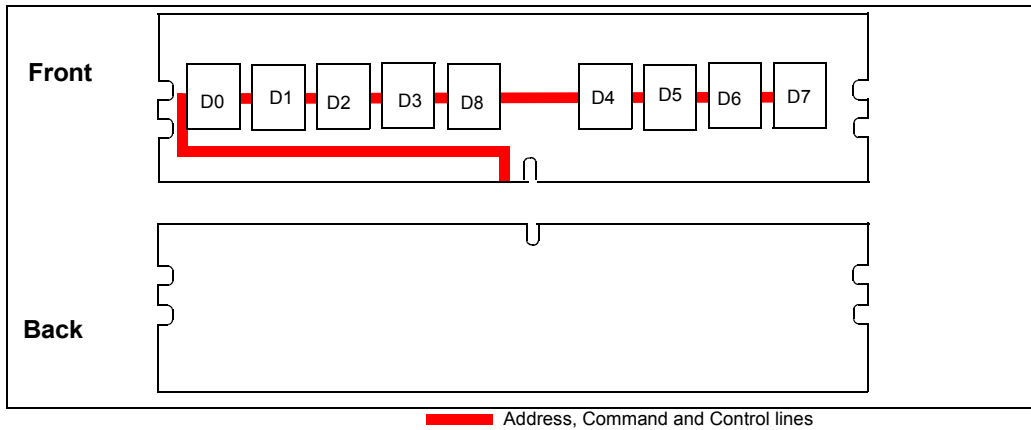 Front
D0 D1 D2 D3 D8 D4 D5 D6 D7
Back
Address, Command and Control lines